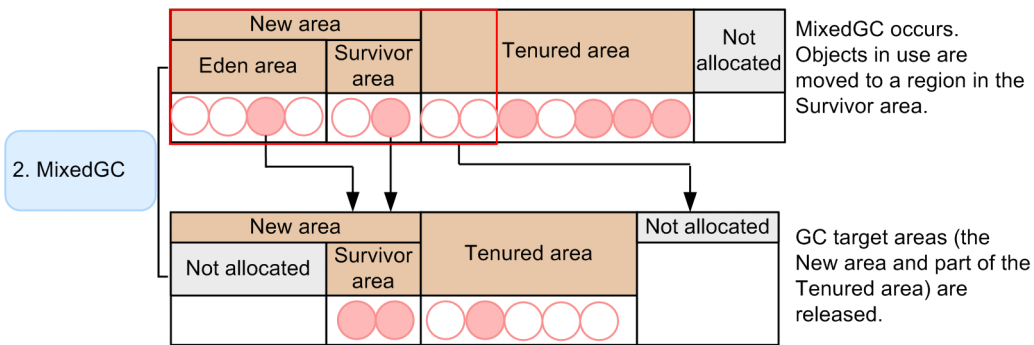 New area
Tenured area
Not
allocated
Eden area
Survivor
area
MixedGC occurs.
Objects in use are
moved to a region in the
Survivor area.
2. MixedGC
New area
Tenured area
Not allocated
Not allocated
Survivor
area
GC target areas (the
New area and part of the
Tenured area) are
released.